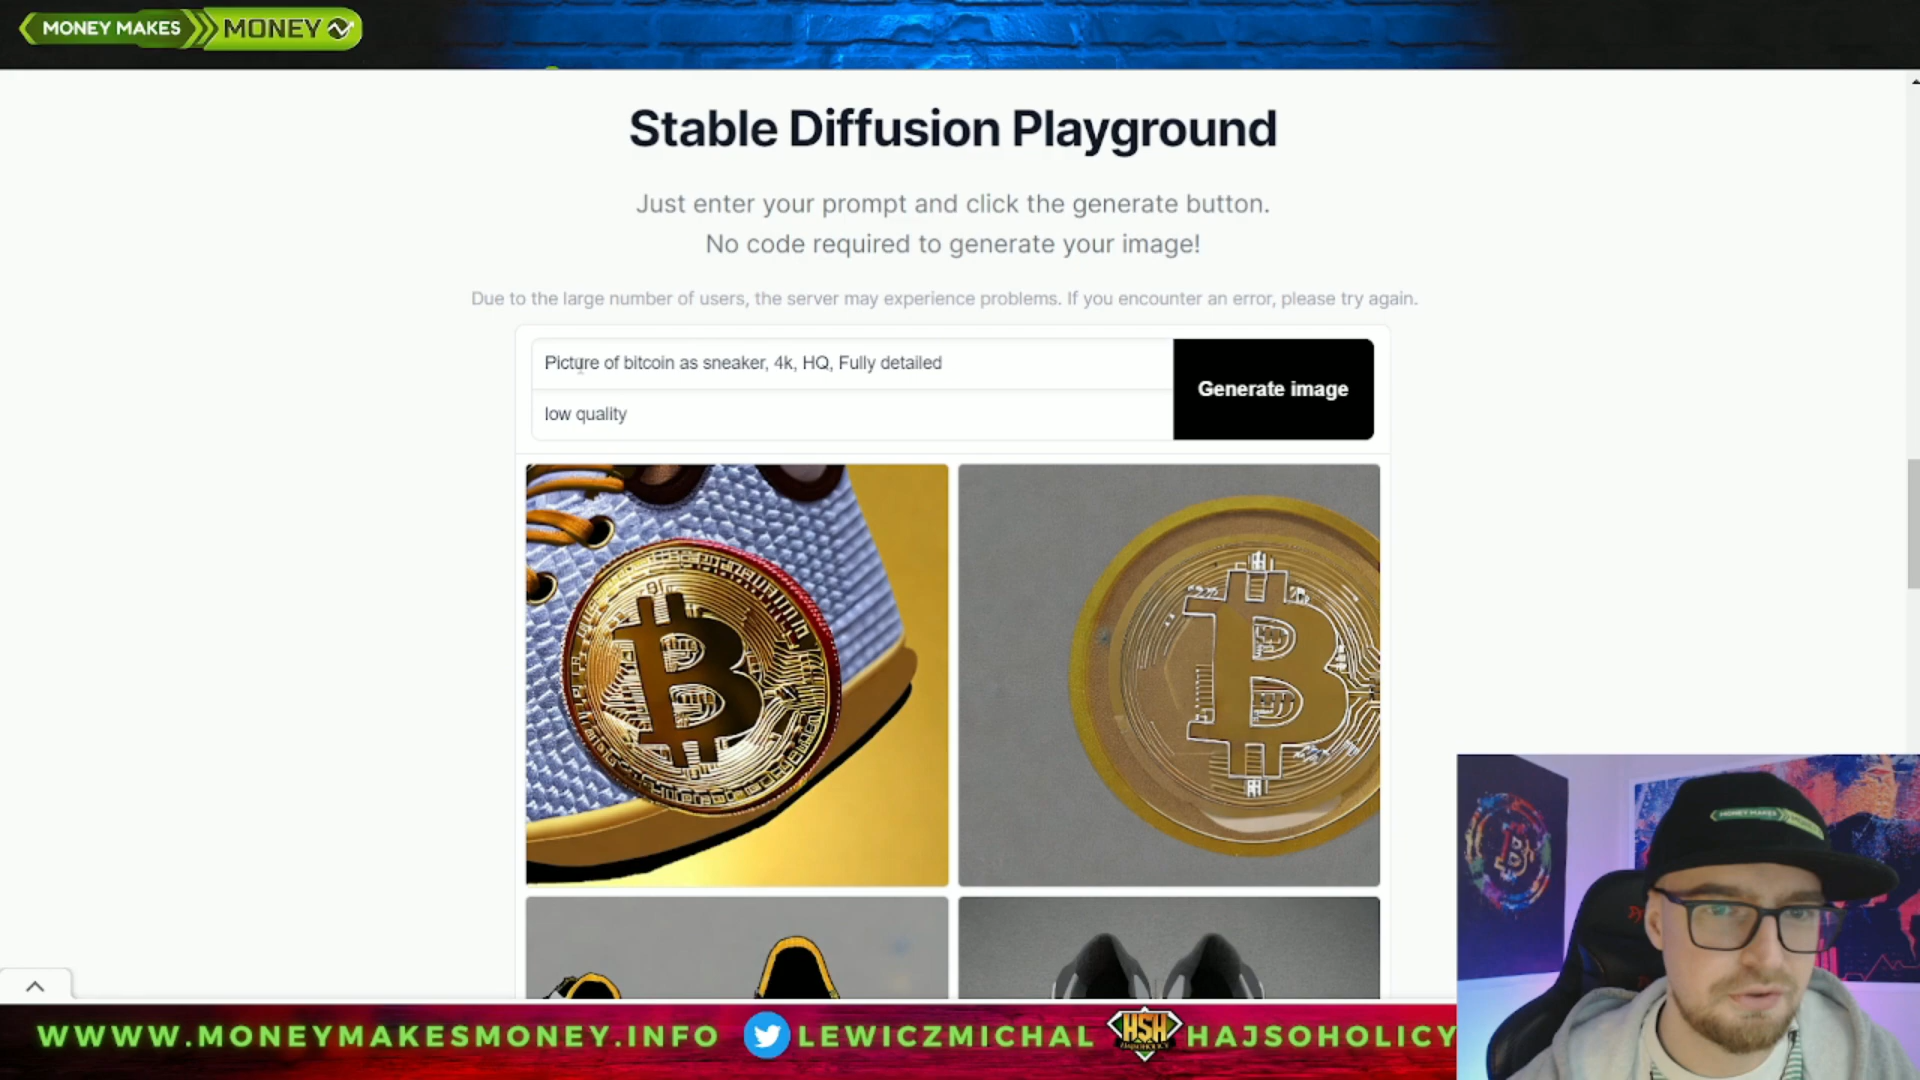 MONEY MAKES MONEY
Stable Diffusion Playground
Just enter your prompt and click the generate button.
No code required to generate your image!
Due to the large number of users, the server may experience problems. If you encounter an error, please try again.
Picture of bitcoin as sneaker, 4k, HQ, Fully detailed
Generate image
low quality
MONEY MAKES
WWWW.MONEYMAKESMONEY.INFO LEWICZMICHAL HSH HAJSOHOLICY